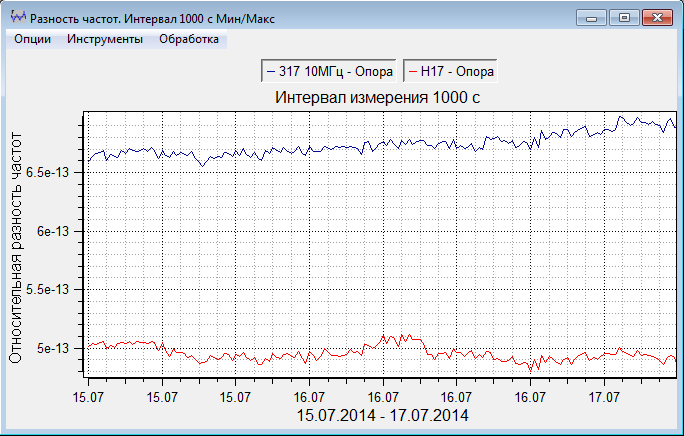 Разность частот. Интервал 1000 с Мин/Макс
Опции Инструменты Обработка
317 10МГц - Опора H17 - Опора
Интервал измерения 1000 с
Относительная разность частот
6.5e-13
6e-13
5.5e-13
5e-13
15.07 15.07 15.07 16.07 16.07 16.07 16.07 17.07
15.07.2014 - 17.07.2014